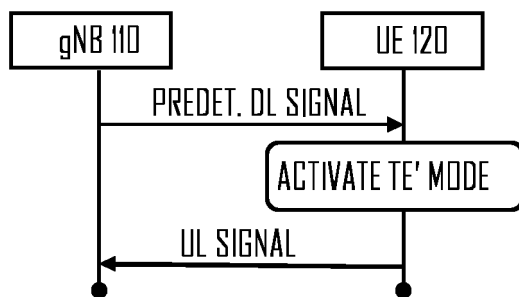 gNB 110
UE 120
PREDET. DL SIGNAL
ACTIVATE TE' MODE
UL SIGNAL